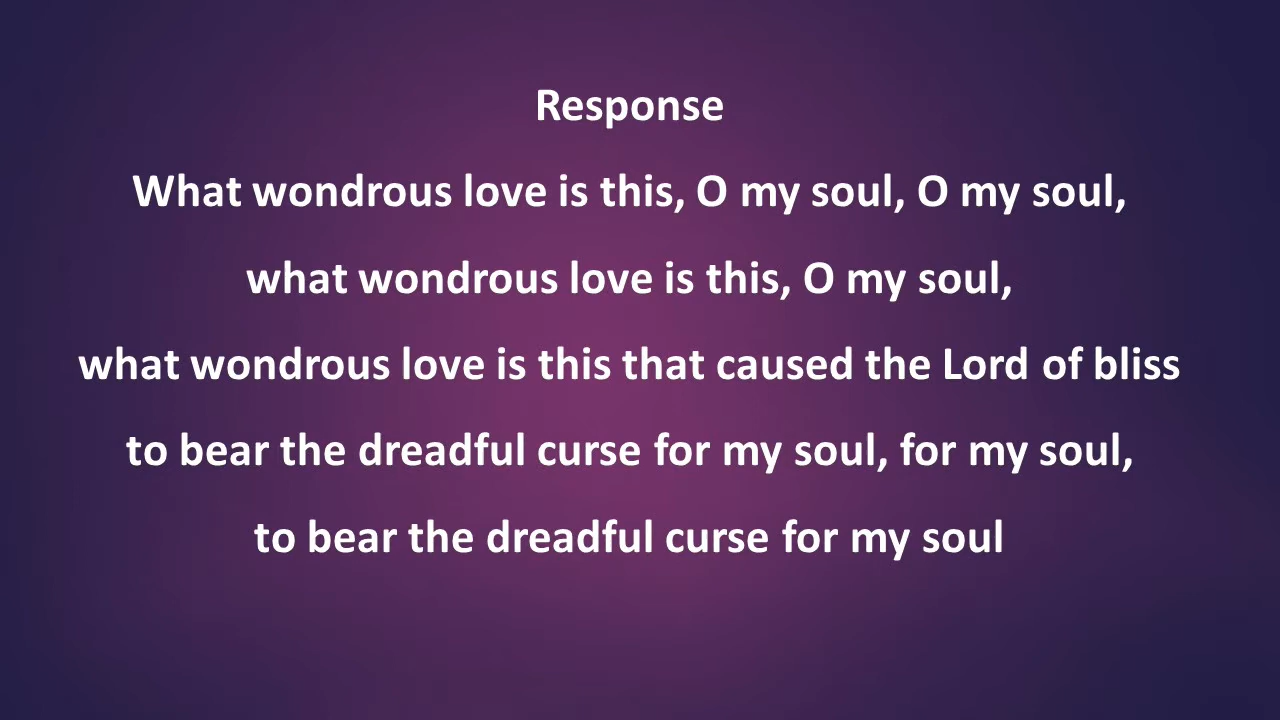 Response
What wondrous love is this, O my soul, O my soul,
what wondrous love is this, O my soul,
what wondrous love is this that caused the Lord of bliss
to bear the dreadful curse for my soul, for my soul,
to bear the dreadful curse for my soul